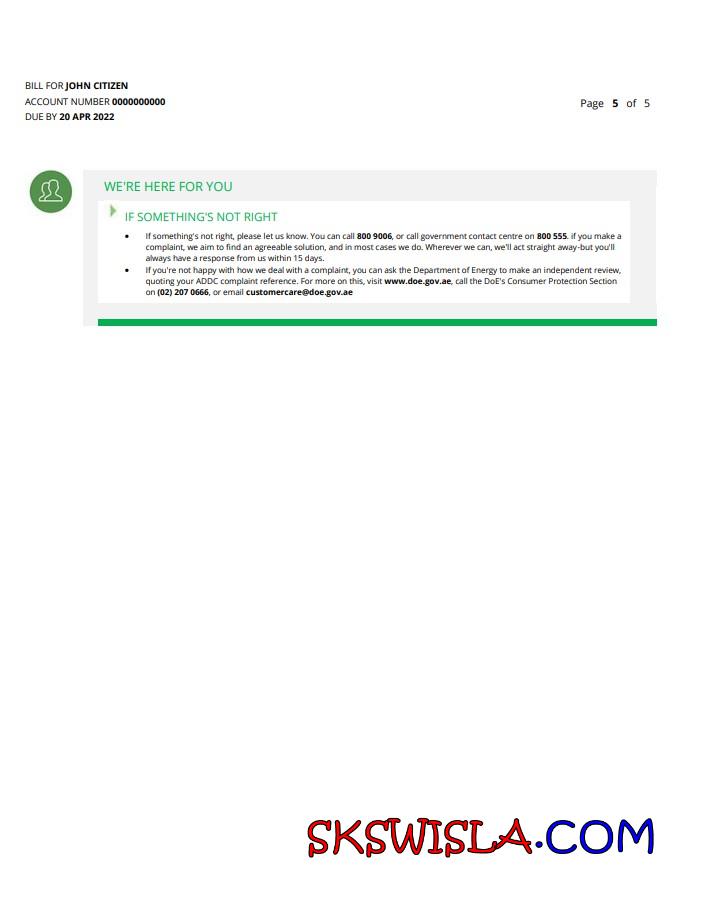 BILL FOR JOHN CITIZEN
ACCOUNT NUMBER 0000000000
DUE BY 20 APR 2022
Page 5 of 5
WE'RE HERE FOR YOU
IF SOMETHING'S NOT RIGHT
• If something's not right, please let us know. You can call 800 9006, or call government contact centre on 800 555. if you make a
complaint, we aim to find an agreeable solution, and in most cases we do. Wherever we can, we'll act straight away-but you'll
always have a response from us within 15 days.
• If you're not happy with how we deal with a complaint, you can ask the Department of Energy to make an independent review,
quoting your ADDC complaint reference. For more on this, visit www.doe.gov.ae, call the DoE's Consumer Protection Section
on (02) 207 0666, or email customercare@doe.gov.ae
SKSWISLA.COM